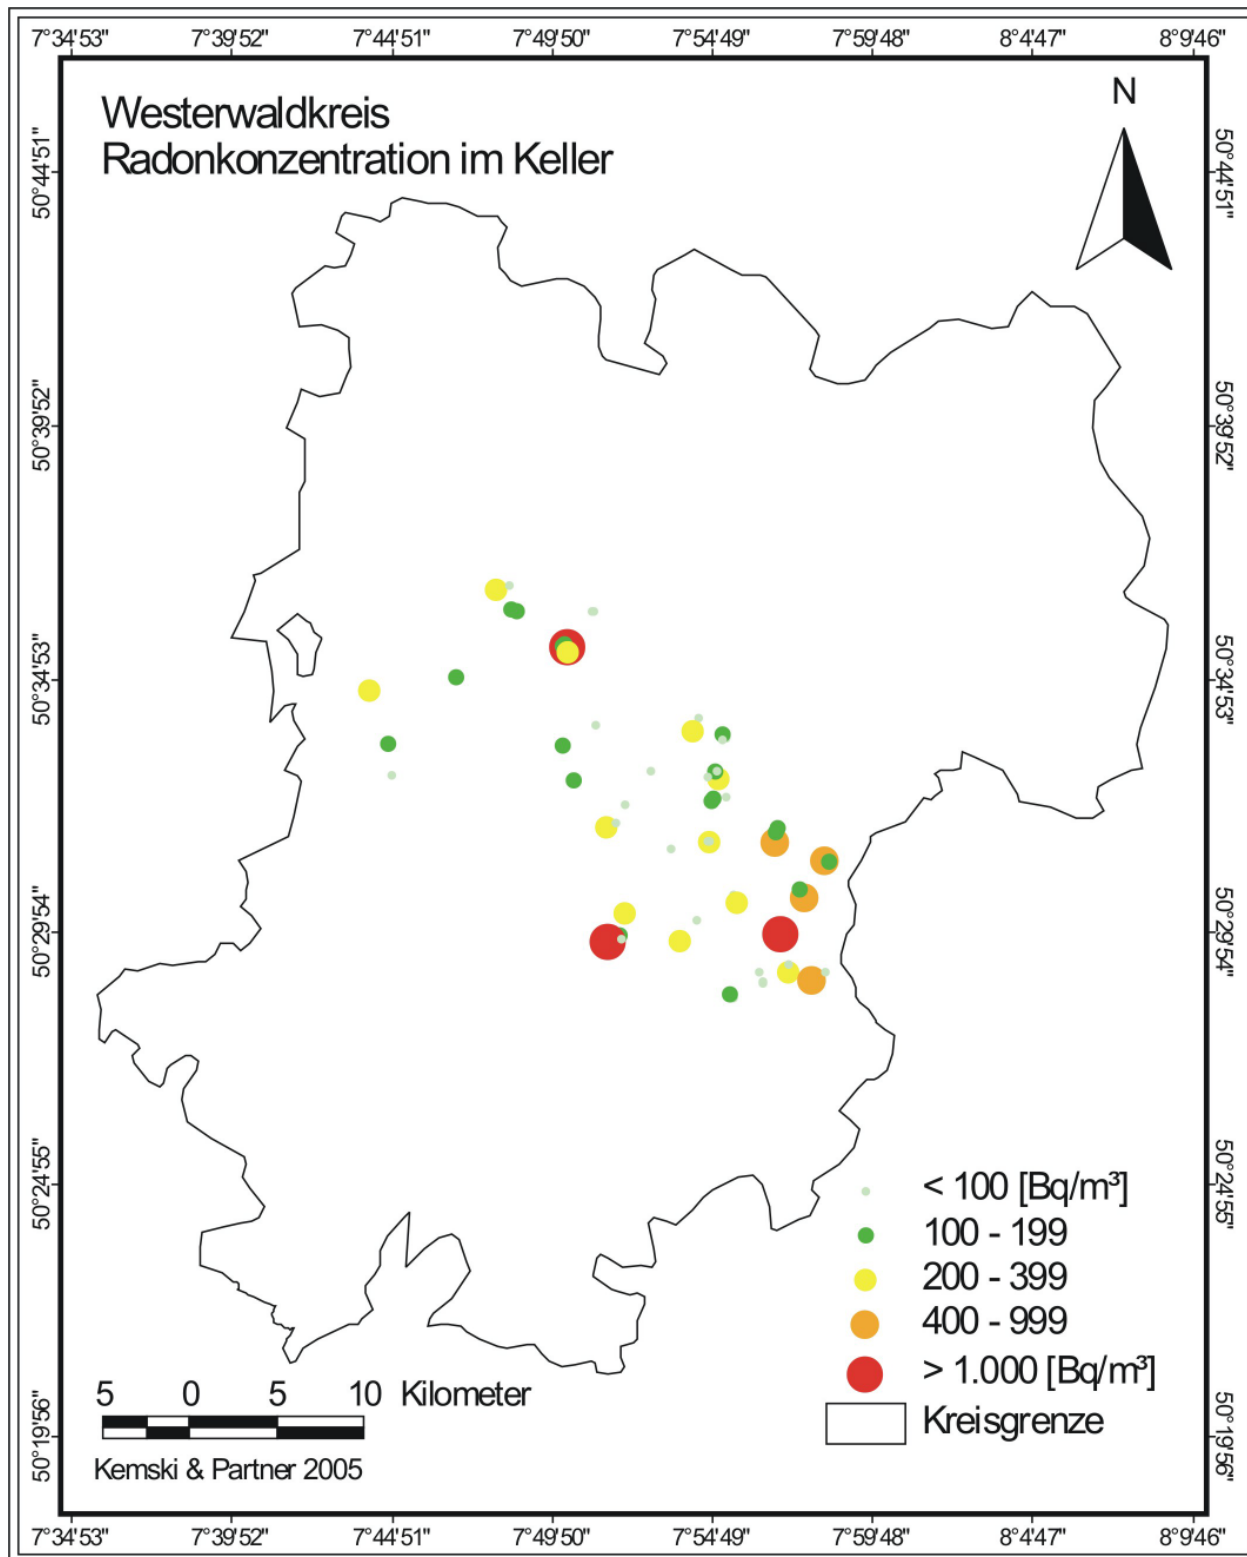 7°34'53" 7°39'52" 7°44'51" 7°49'50" 7°54'49" 7°59'48" 8°4'47" 8°9'46"
Westerwaldkreis
Radonkonzentration im Keller
N
50°44'51" 50°44'51"
50°39'52" 50°39'52"
50°34'53" 50°34'53"
50°29'54" 50°29'54"
50°24'55" 50°24'55"
< 100 [Bq/m³]
100 - 199
200 - 399
400 - 999
> 1.000 [Bq/m³]
Kreisgrenze
5 0 5 10 Kilometer
Kemski & Partner 2005
50°19'56" 50°19'56"
7°34'53" 7°39'52" 7°44'51" 7°49'50" 7°54'49" 7°59'48" 8°4'47" 8°9'46"